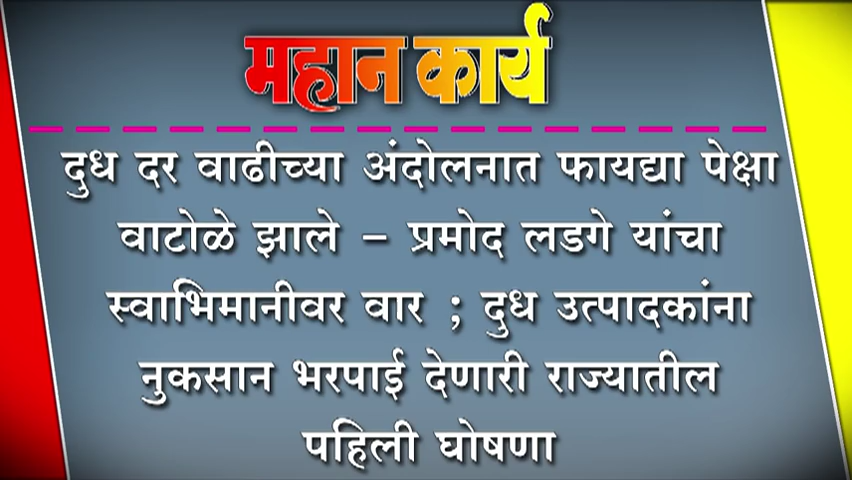 महान कार्य
दुध दर वाढीच्या अंदोलनात फायद्या पेक्षा
वाटोळे झाले – प्रमोद लडगे यांचा
स्वाभिमानीवर वार ; दुध उत्पादकांना
नुकसान भरपाई देणारी राज्यातील
पहिली घोषणा